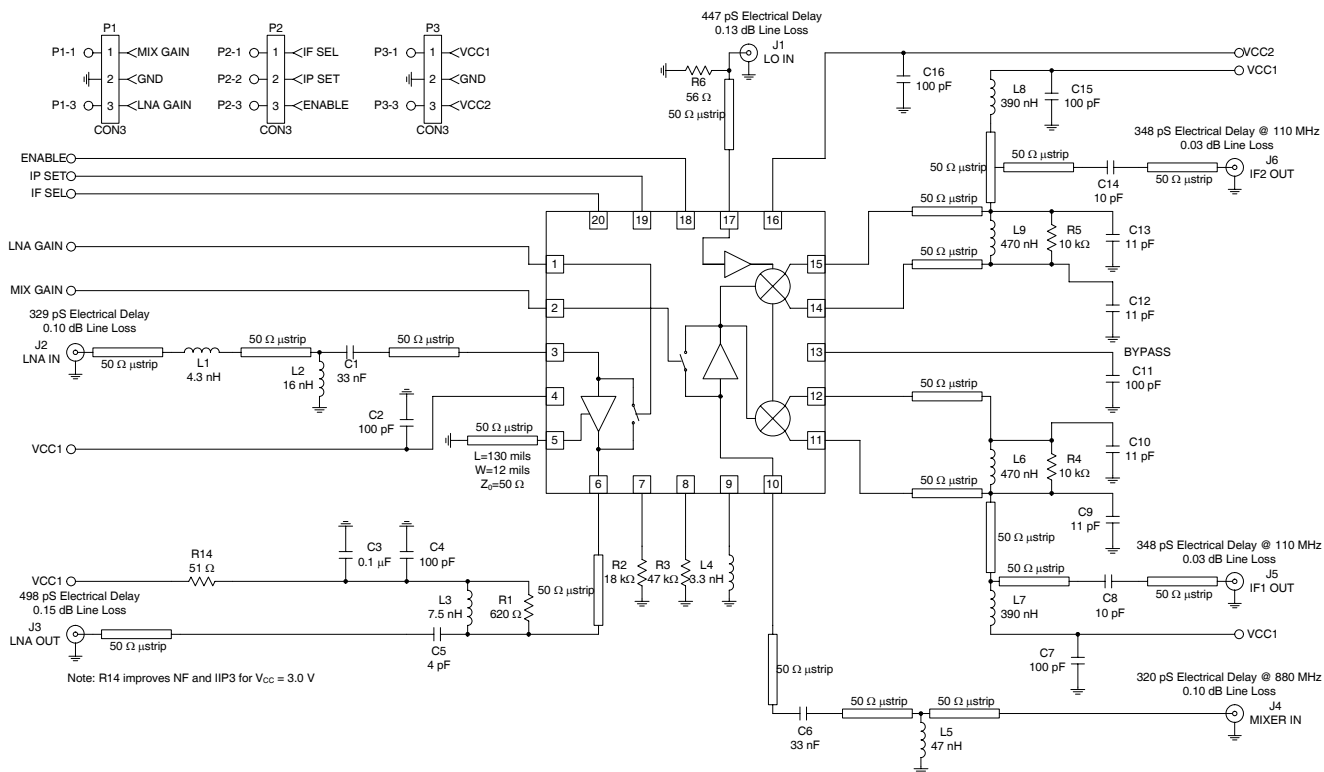 P1
P1-1
1
MIX GAIN
2
GND
P1-3
3
LNA GAIN
CON3
P2
P2-1
1
IF SEL
P2-2
2
IP SET
P2-3
3
ENABLE
CON3
P3
P3-1
1
VCC1
2
GND
P3-3
3
VCC2
CON3
447 pS Electrical Delay
0.13 dB Line Loss
J1
LO IN
R6
56 Ω
50 Ω µstrip
C16
100 pF
VCC2
VCC1
L8
390 nH
C15
100 pF
348 pS Electrical Delay @ 110 MHz
0.03 dB Line Loss
J6
IF2 OUT
50 Ω µstrip
50 Ω µstrip
C14
10 pF
50 Ω µstrip
ENABLE
IP SET
IF SEL
20
19
18
17
16
50 Ω µstrip
L9
470 nH
R5
10 kΩ
C13
11 pF
LNA GAIN
1
15
50 Ω µstrip
MIX GAIN
2
14
C12
11 pF
329 pS Electrical Delay
0.10 dB Line Loss
J2
LNA IN
50 Ω µstrip
L1
4.3 nH
50 Ω µstrip
L2
16 nH
C1
33 nF
50 Ω µstrip
3
13
BYPASS
C11
100 pF
C2
100 pF
4
12
50 Ω µstrip
VCC1
50 Ω µstrip
L=130 mils
W=12 mils
Z0=50 Ω
5
11
L6
470 nH
R4
10 kΩ
C10
11 pF
50 Ω µstrip
6
7
8
9
10
C9
11 pF
50 Ω µstrip
348 pS Electrical Delay @ 110 MHz
0.03 dB Line Loss
J5
IF1 OUT
50 Ω µstrip
C8
10 pF
50 Ω µstrip
R14
51 Ω
C3
0.1 µF
C4
100 pF
R2
18 kΩ
R3
47 kΩ
L4
3.3 nH
VCC1
498 pS Electrical Delay
0.15 dB Line Loss
J3
LNA OUT
50 Ω µstrip
L3
7.5 nH
R1
620 Ω
50 Ω µstrip
C5
4 pF
L7
390 nH
VCC1
C7
100 pF
Note: R14 improves NF and IIP3 for VCC = 3.0 V
50 Ω µstrip
320 pS Electrical Delay @ 880 MHz
0.10 dB Line Loss
J4
MIXER IN
C6
33 nF
50 Ω µstrip
50 Ω µstrip
L5
47 nH